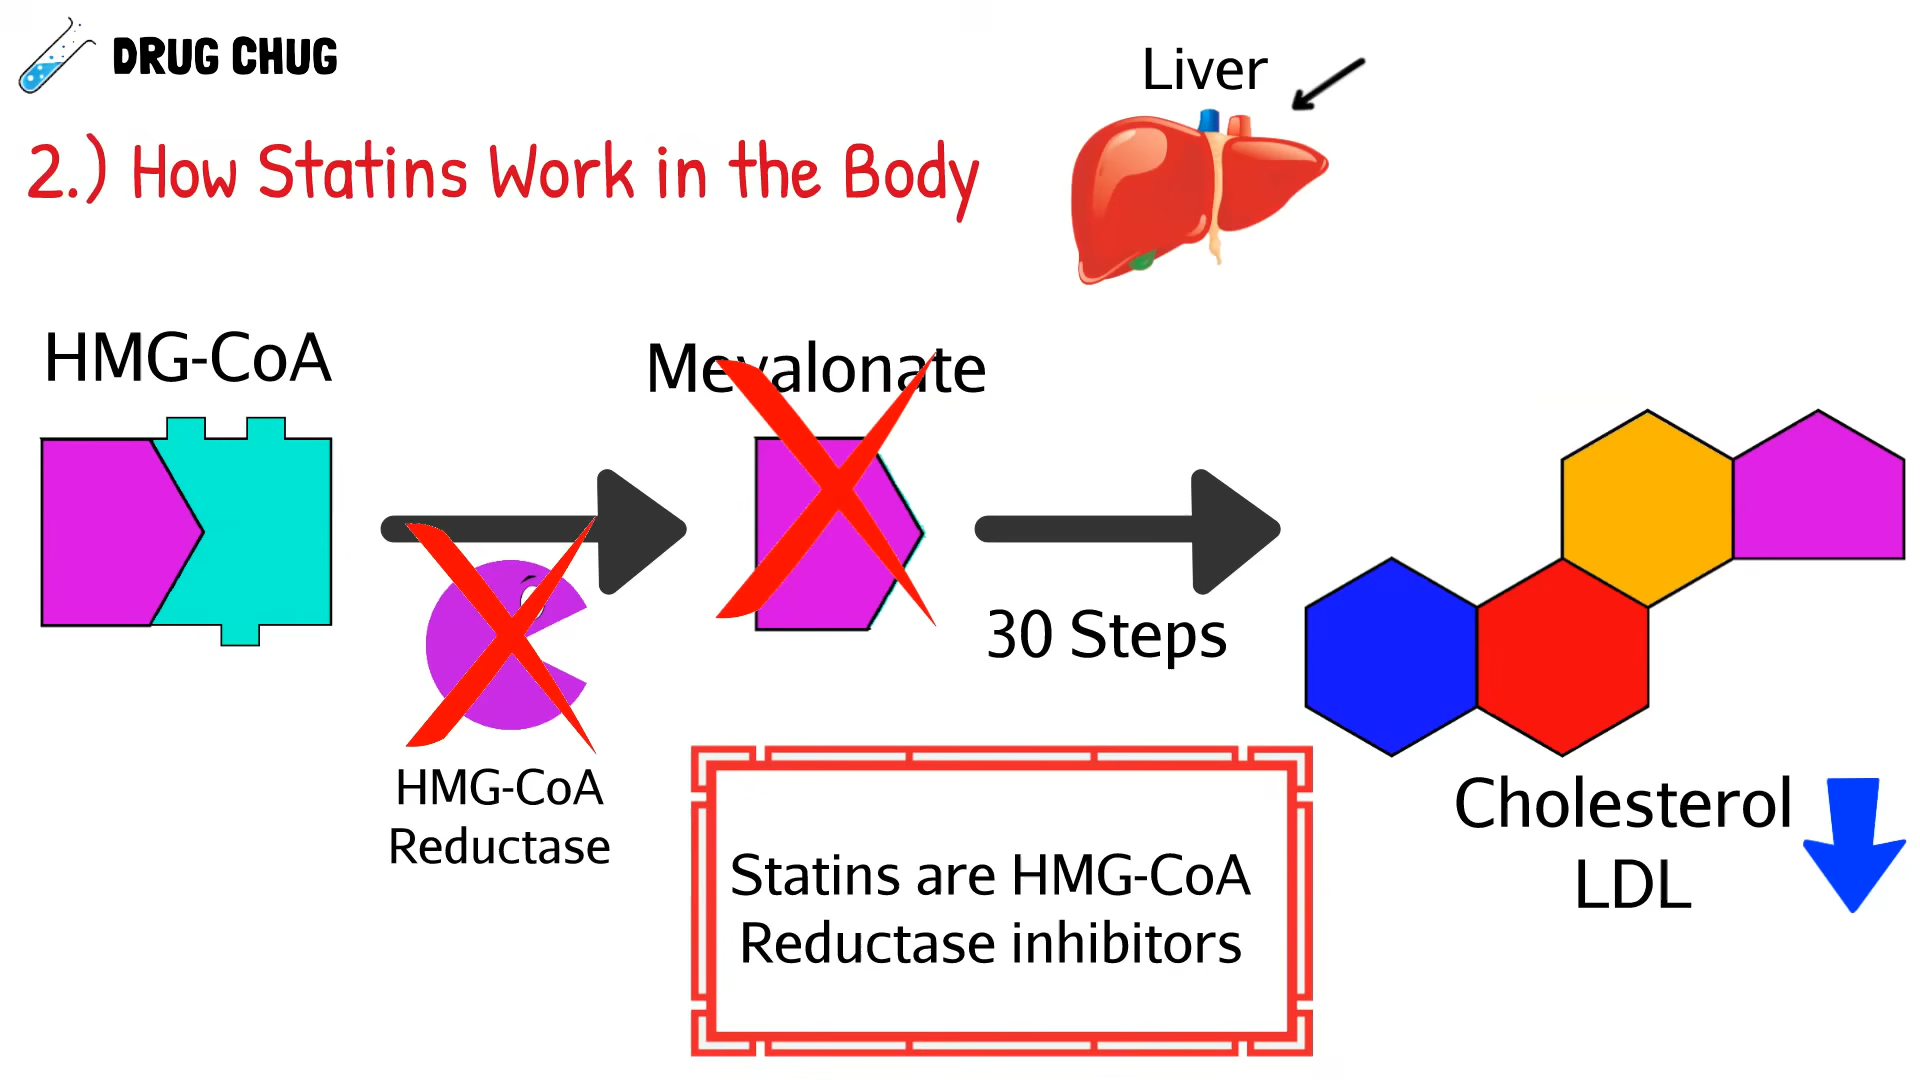 DRUG CHUG
Liver
2.) How Statins Work in the Body
HMG-CoA
Mevalonate
30 Steps
HMG-CoA
Reductase
Cholesterol
LDL
Statins are HMG-CoA
Reductase inhibitors